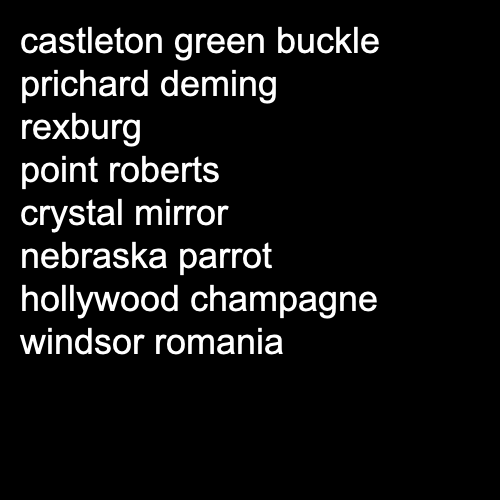 castleton green buckle
prichard deming
rexburg
point roberts
crystal mirror
nebraska parrot
hollywood champagne
windsor romania